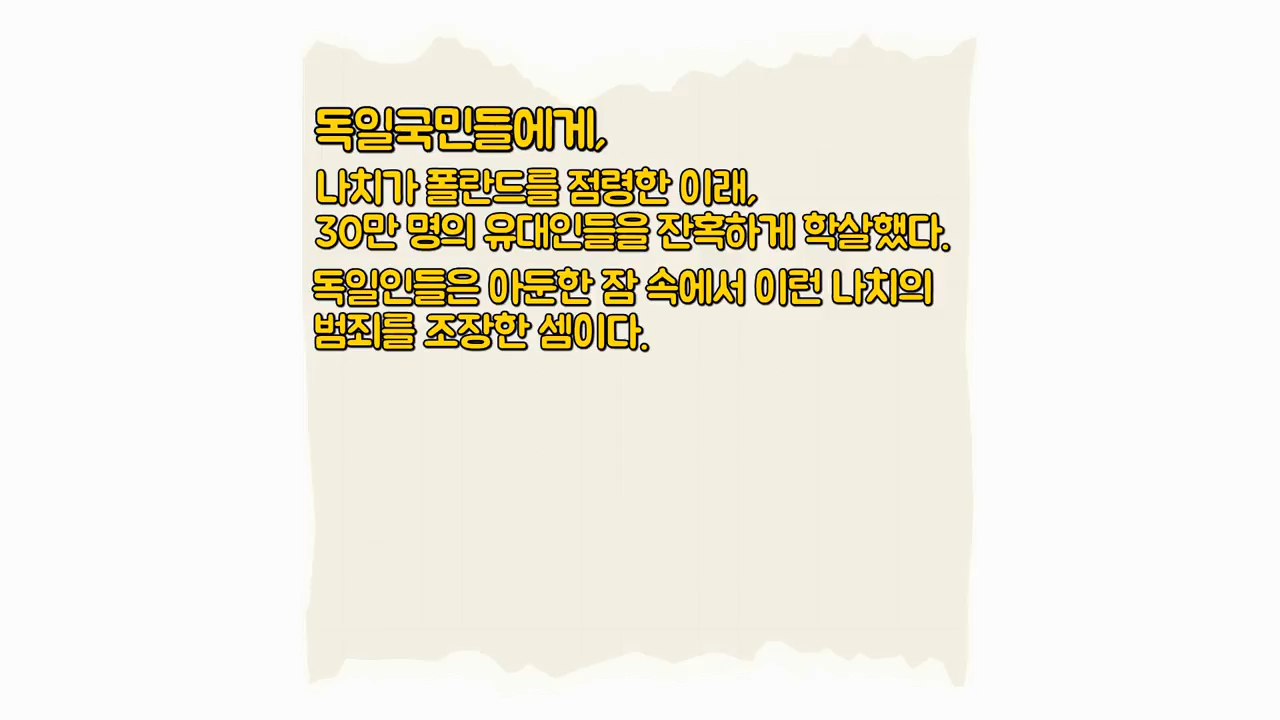 독일국민들에게,
나치가 폴란드를 점령한 이래,
30만 명의 유대인들을 잔혹하게 학살했다.
독일인들은 아둔한 잠 속에서 이런 나치의
범죄를 조장한 셈이다.